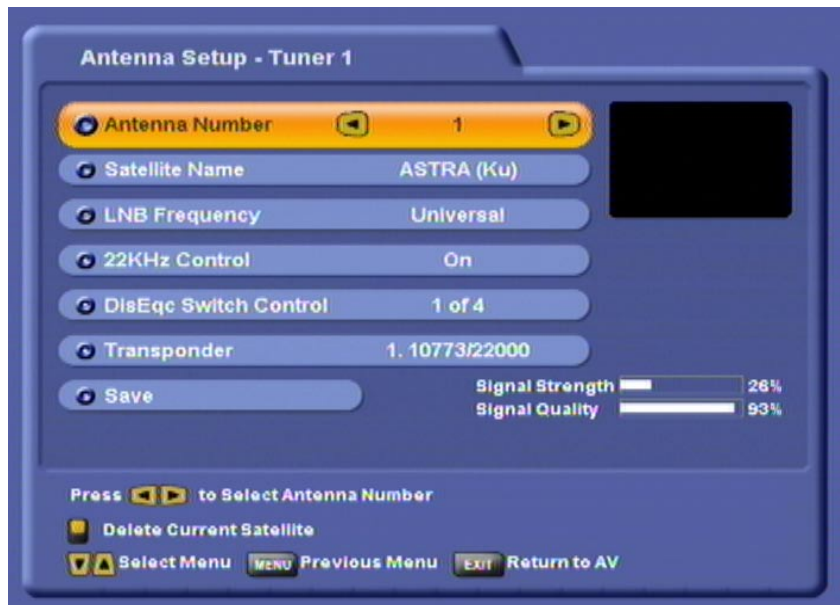 Antenna Setup - Tuner 1
Antenna Number 1
Satellite Name ASTRA (Ku)
LNB Frequency Universal
22KHz Control On
DisEqc Switch Control 1 of 4
Transponder 1. 10773/22000
Save
Signal Strength 26%
Signal Quality 93%
Press to Select Antenna Number
Delete Current Satellite
Select Menu MENU Previous Menu EXIT Return to AV